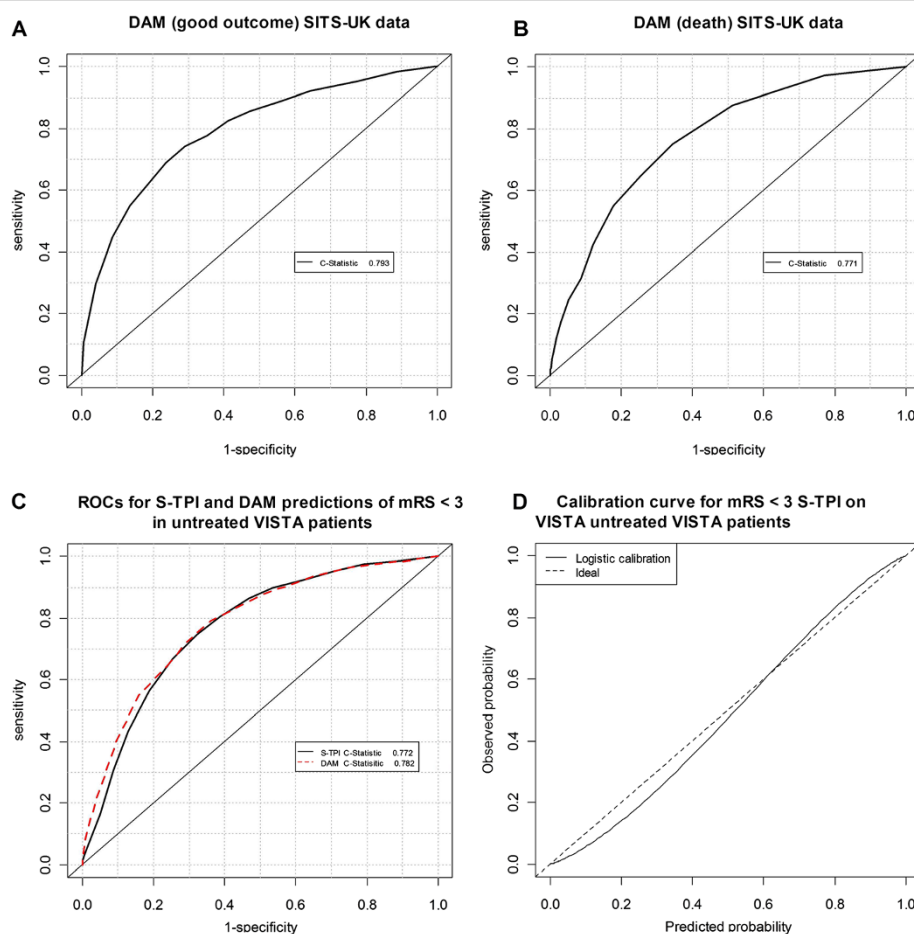 A
DAM (good outcome) SITS-UK data
sensitivity
0.0 0.2 0.4 0.6 0.8 1.0
C-Statistic 0.793
0.0 0.2 0.4 0.6 0.8 1.0
1-specificity
B
DAM (death) SITS-UK data
sensitivity
0.0 0.2 0.4 0.6 0.8 1.0
C-Statistic 0.771
0.0 0.2 0.4 0.6 0.8 1.0
1-specificity
C
ROCs for S-TPI and DAM predictions of mRS < 3
in untreated VISTA patients
sensitivity
0.0 0.2 0.4 0.6 0.8 1.0
S-TPI C-Statistic 0.772
DAM C-Statisitic 0.782
0.0 0.2 0.4 0.6 0.8 1.0
1-specificity
D
Calibration curve for mRS < 3 S-TPI on
VISTA untreated VISTA patients
Logistic calibration
Ideal
Observed probability
0.0 0.2 0.4 0.6 0.8 1.0
0.0 0.2 0.4 0.6 0.8 1.0
Predicted probability